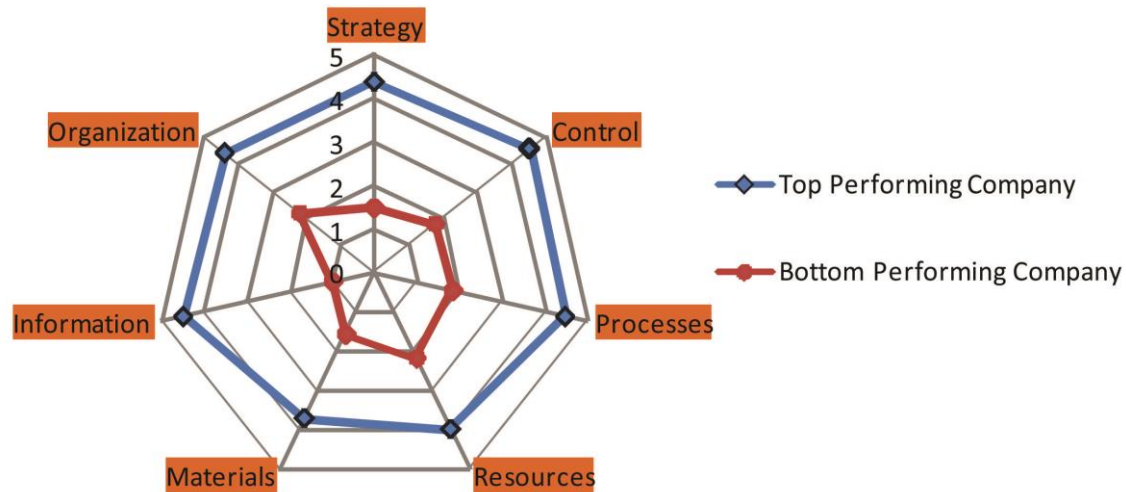 Strategy
5
4
3
2
1
0
Organization
Control
Information
Processes
Materials
Resources
Top Performing Company
Bottom Performing Company